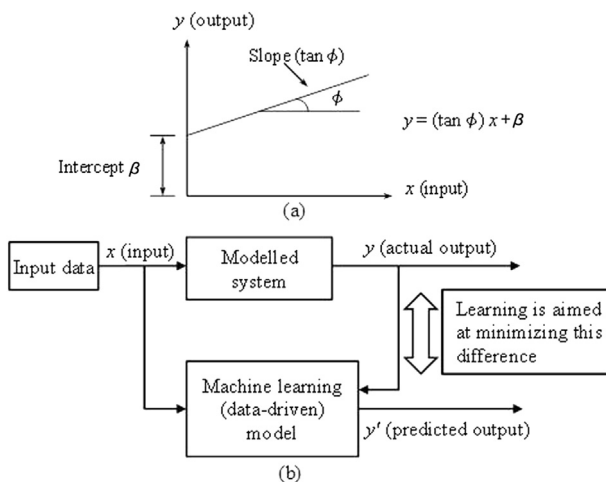 y (output)
Slope (tan ϕ)
ϕ
y = (tan ϕ) x + β
Intercept β
x (input)
(a)
Input data
x (input)
Modelled
system
y (actual output)
Learning is aimed
at minimizing this
difference
Machine learning
(data-driven)
model
y' (predicted output)
(b)